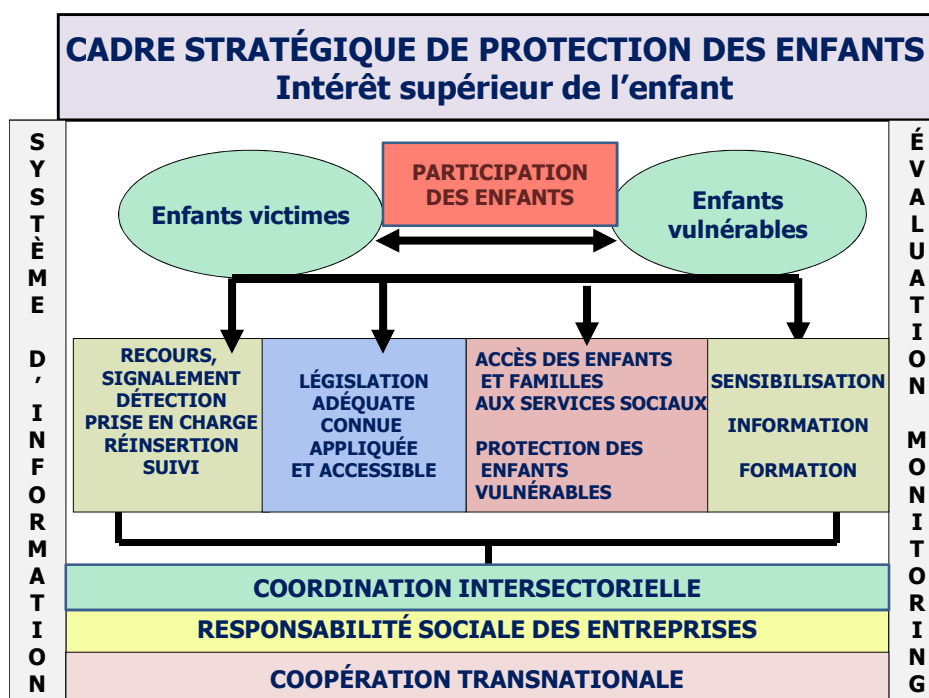 CADRE STRATÉGIQUE DE PROTECTION DES ENFANTS
Intérêt supérieur de l’enfant
SYSTÈME D’INFORMATION
Enfants victimes
PARTICIPATION
DES ENFANTS
Enfants
vulnérables
RECOURS,
SIGNALEMENT
DÉTECTION
PRISE EN CHARGE
RÉINSERTION
SUIVI
LÉGISLATION
ADÉQUATE
CONNUE
APPLIQUÉE
ET ACCESSIBLE
ACCÈS DES ENFANTS
ET FAMILLES
AUX SERVICES SOCIAUX
PROTECTION DES
ENFANTS
VULNÉRABLES
SENSIBILISATION
INFORMATION
FORMATION
COORDINATION INTERSECTORIELLE
RESPONSABILITÉ SOCIALE DES ENTREPRISES
COOPÉRATION TRANSNATIONALE
ÉVALUATION MONITORING